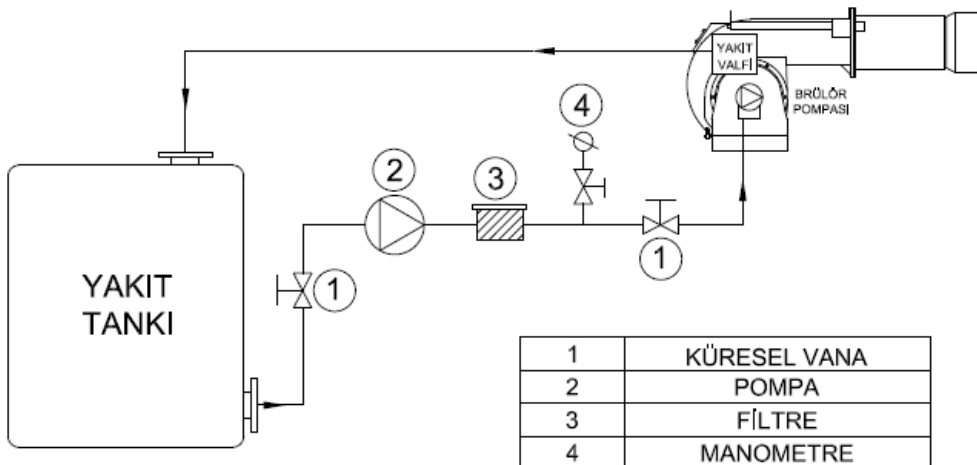 YAKIT
VALFİ
BRÜLÖR
POMPASI
4
2
3
1
1
YAKIT
TANKI
1 KÜRESEL VANA
2 POMPA
3 FİLTRE
4 MANOMETRE